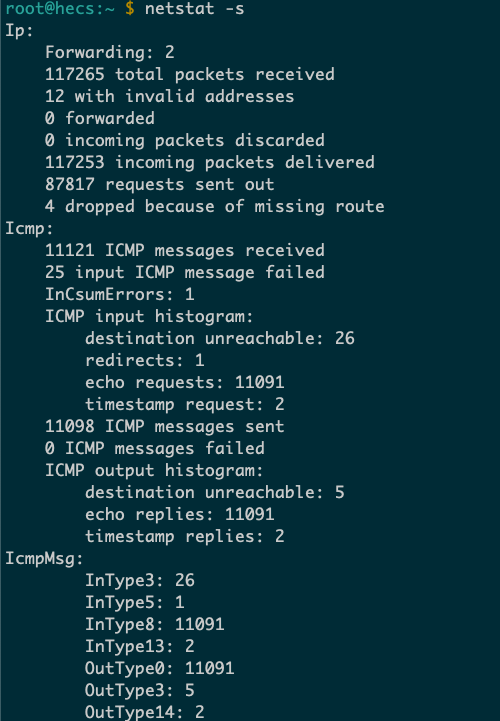 root@hecs:~ $ netstat -s
Ip:
    Forwarding: 2
    117265 total packets received
    12 with invalid addresses
    0 forwarded
    0 incoming packets discarded
    117253 incoming packets delivered
    87817 requests sent out
    4 dropped because of missing route
Icmp:
    11121 ICMP messages received
    25 input ICMP message failed
    InCsumErrors: 1
    ICMP input histogram:
        destination unreachable: 26
        redirects: 1
        echo requests: 11091
        timestamp request: 2
    11098 ICMP messages sent
    0 ICMP messages failed
    ICMP output histogram:
        destination unreachable: 5
        echo replies: 11091
        timestamp replies: 2
IcmpMsg:
        InType3: 26
        InType5: 1
        InType8: 11091
        InType13: 2
        OutType0: 11091
        OutType3: 5
        OutType14: 2